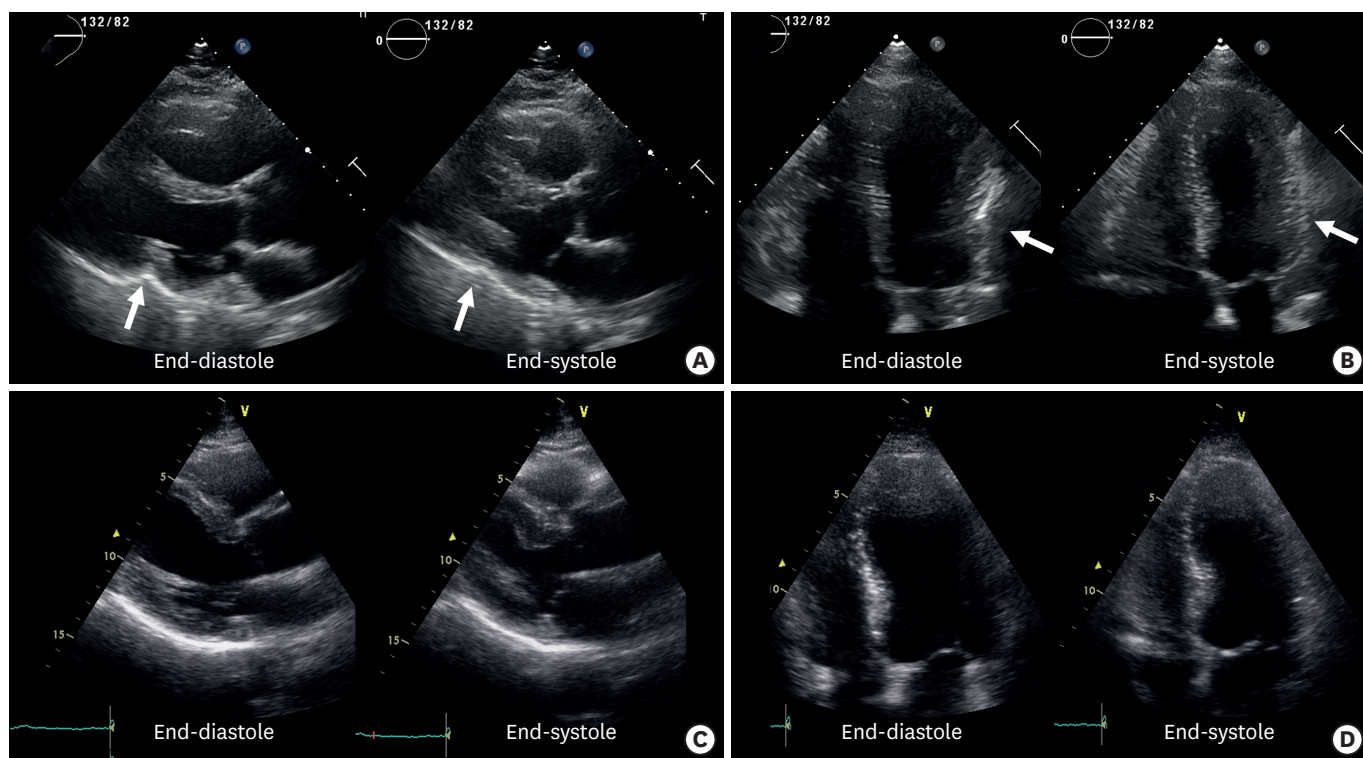 132/82
0 132/82
P
P
End-diastole
End-systole
A
132/82
0 132/82
P
P
End-diastole
End-systole
B
V
5
10
15
End-diastole
V
5
10
15
End-systole
C
V
5
10
End-diastole
V
5
10
End-systole
D